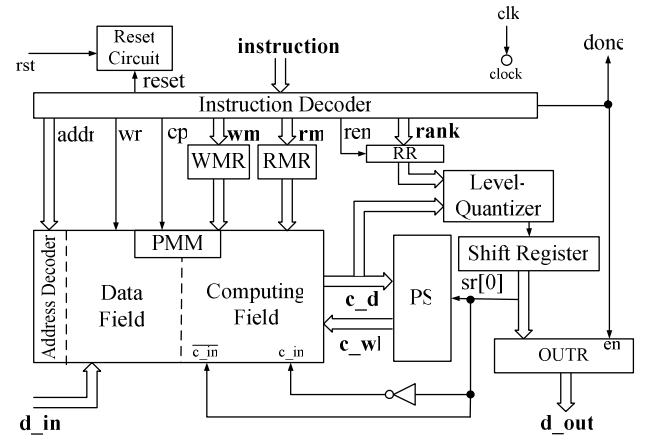 clk
Reset
Circuit
instruction
done
rst
clock
reset
Instruction Decoder
addr
wr
cp
wm
rm
ren
rank
WMR
RMR
RR
Level-
Quantizer
PMM
Shift Register
Address Decoder
Data
Field
Computing
Field
c_d
PS
sr[0]
c_wl
c_in
c_in
en
OUTR
d_in
d_out